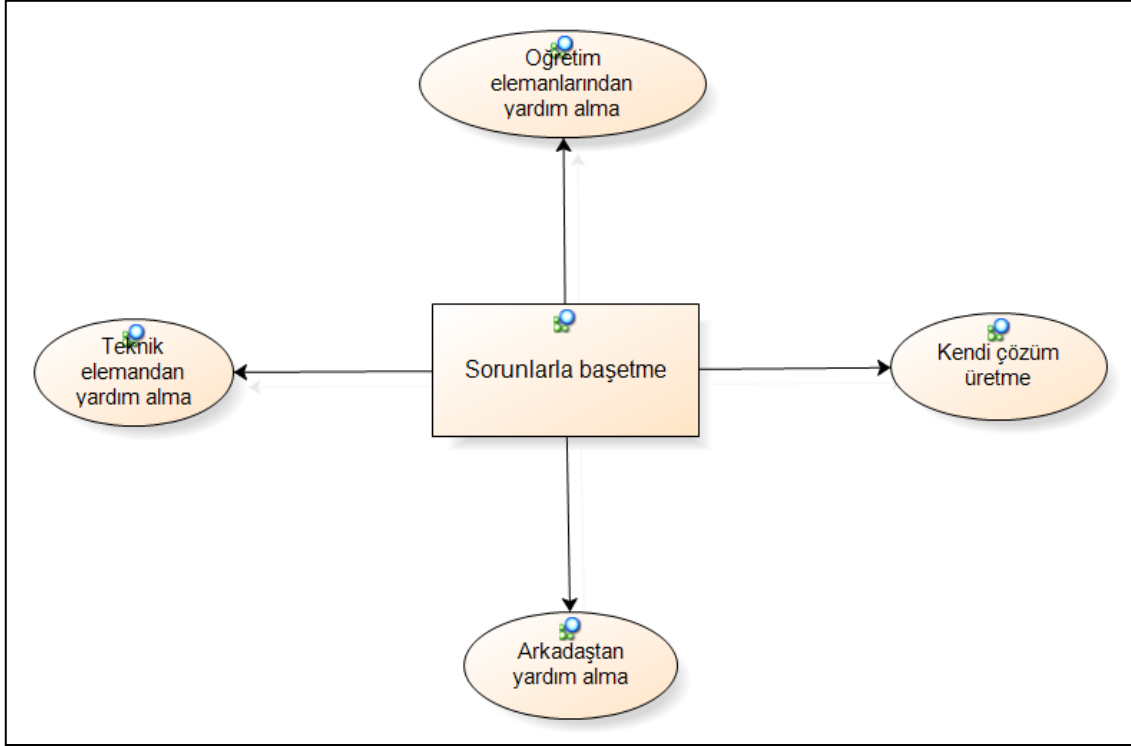 Öğretim
elemanlarından
yardım alma
Teknik
elemandan
yardım alma
Sorunlarla başetme
Kendi çözüm
üretme
Arkadaştan
yardım alma